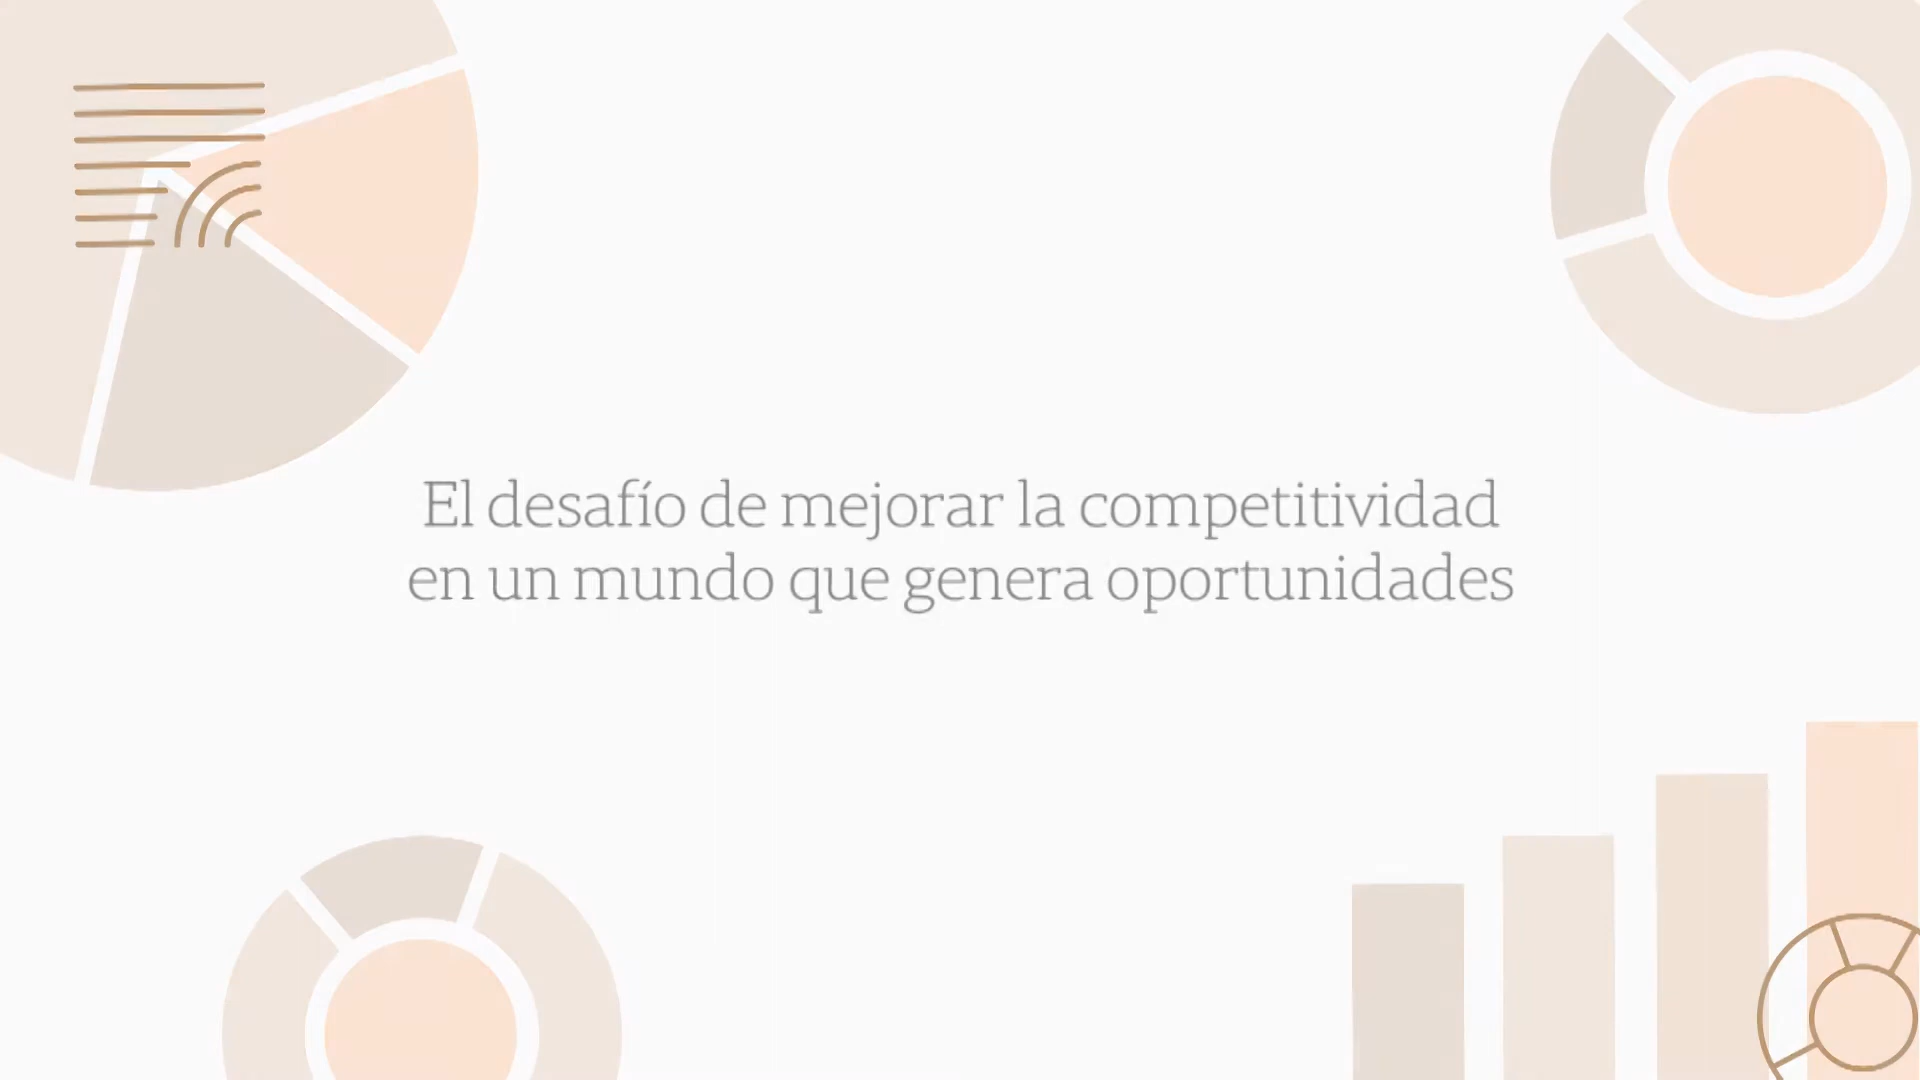 El desafío de mejorar la competitividad
en un mundo que genera oportunidades